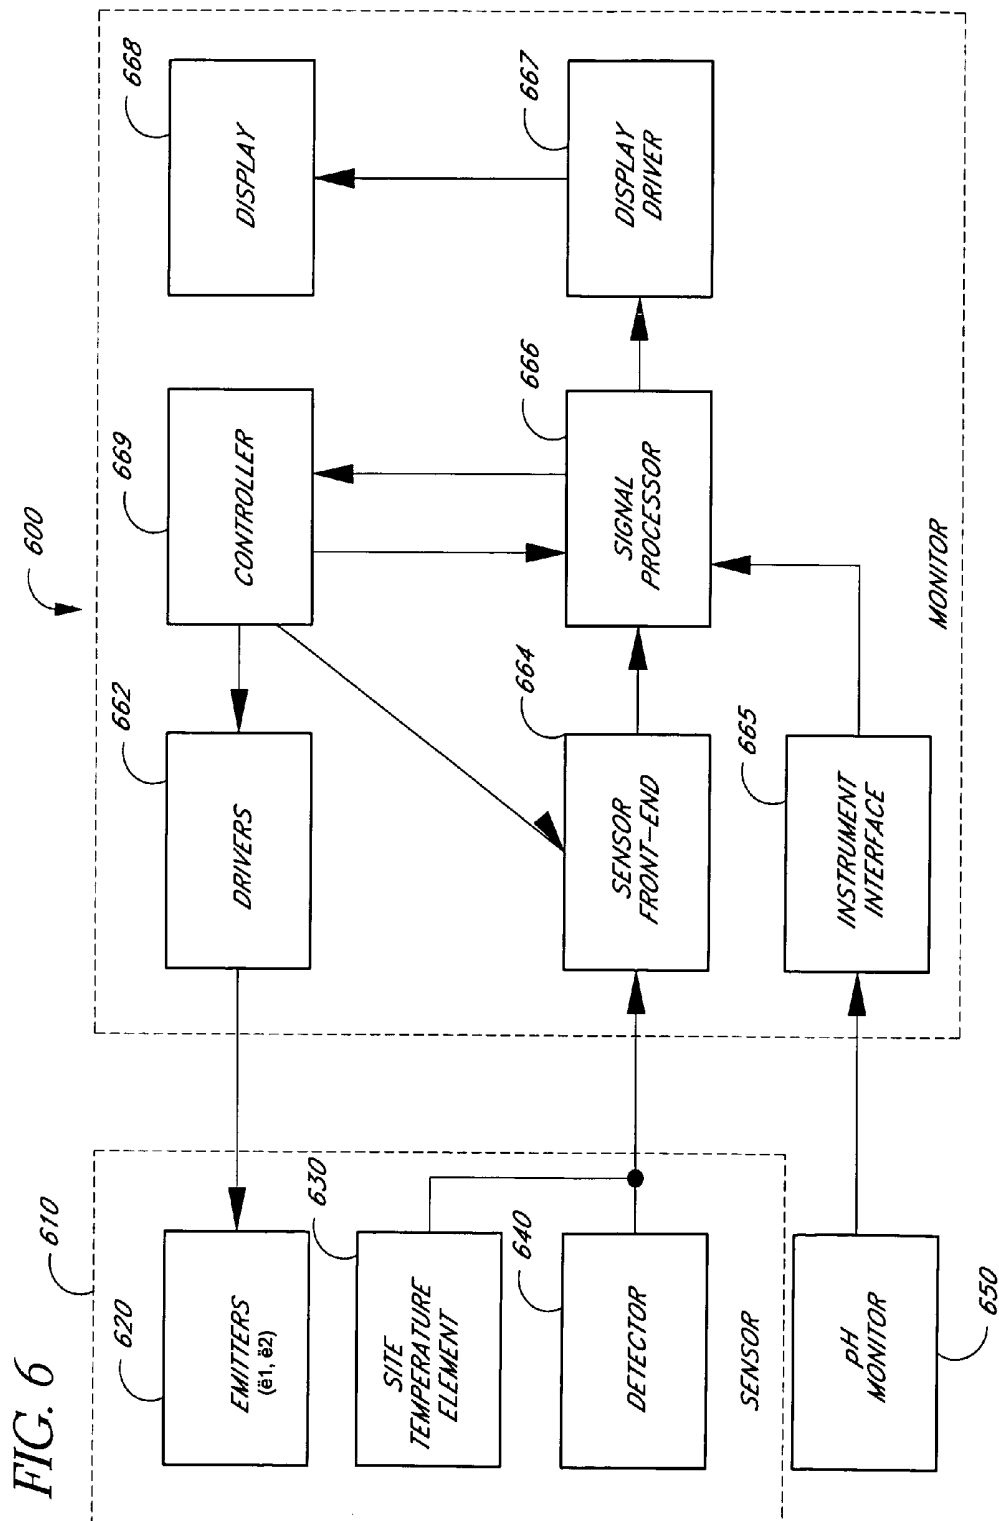 FIG. 6
610
620
EMITTERS
(ë1, ë2)
630
SITE
TEMPERATURE
ELEMENT
640
DETECTOR
SENSOR
pH
MONITOR
650
600
662
DRIVERS
669
CONTROLLER
668
DISPLAY
664
SENSOR
FRONT-END
666
SIGNAL
PROCESSOR
667
DISPLAY
DRIVER
665
INSTRUMENT
INTERFACE
MONITOR